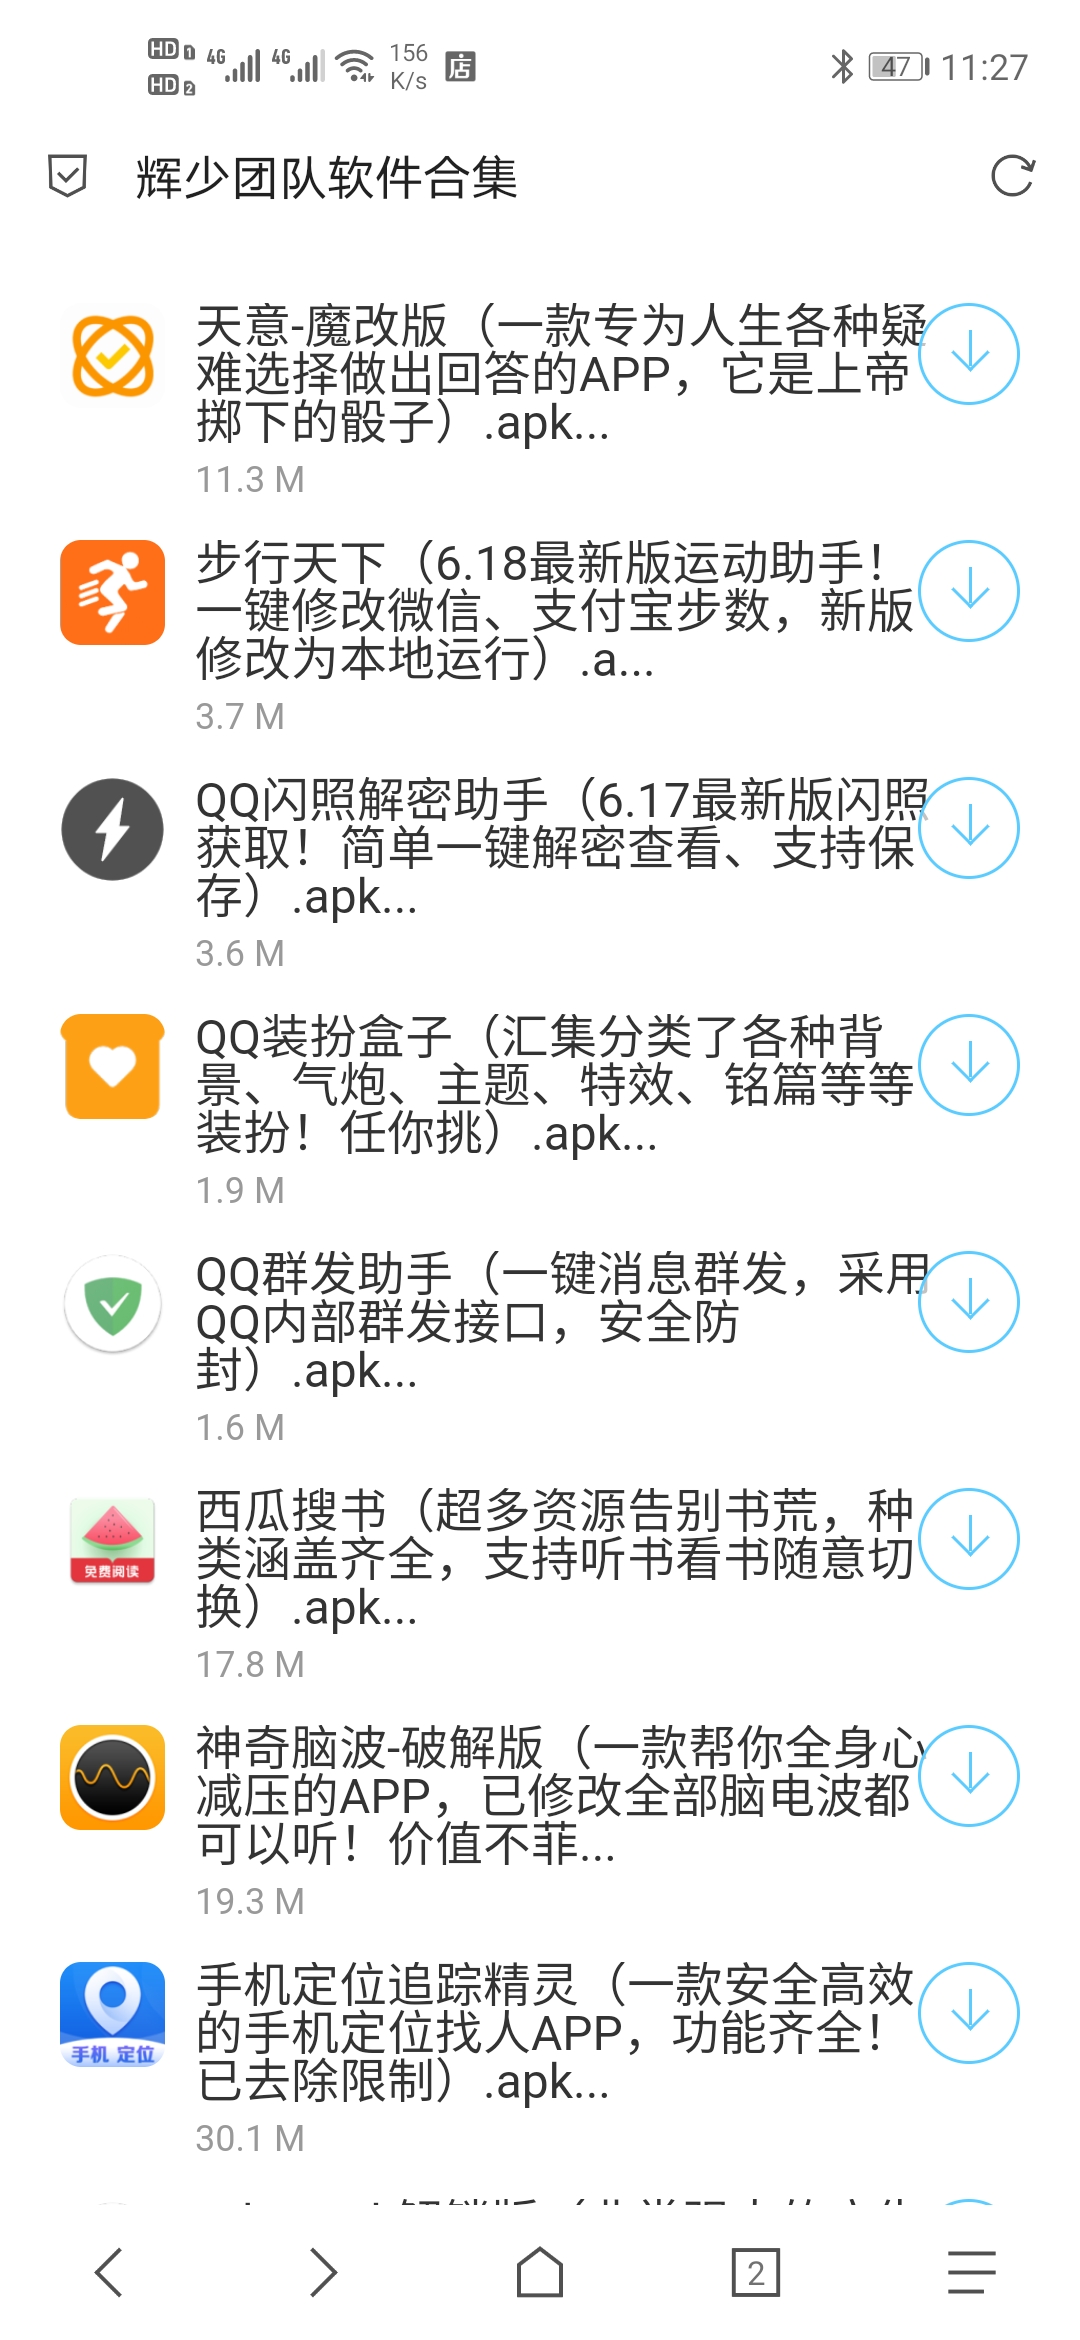 HD 1 4G 4G 156 K/s 店 47 11:27
HD 2
辉少团队软件合集
天意-魔改版（一款专为人生各种疑
难选择做出回答的APP，它是上帝
掷下的骰子）.apk...
11.3 M
步行天下（6.18最新版运动助手！
一键修改微信、支付宝步数，新版
修改为本地运行）.a...
3.7 M
QQ闪照解密助手（6.17最新版闪照
获取！简单一键解密查看、支持保
存）.apk...
3.6 M
QQ装扮盒子（汇集分类了各种背
景、气炮、主题、特效、铭篇等等
装扮！任你挑）.apk...
1.9 M
QQ群发助手（一键消息群发，采用
QQ内部群发接口，安全防
封）.apk...
1.6 M
免费阅读
西瓜搜书（超多资源告别书荒，种
类涵盖齐全，支持听书看书随意切
换）.apk...
17.8 M
神奇脑波-破解版（一款帮你全身心
减压的APP，已修改全部脑电波都
可以听！价值不菲...
19.3 M
手机 定位
手机定位追踪精灵（一款安全高效
的手机定位找人APP，功能齐全！
已去除限制）.apk...
30.1 M
2